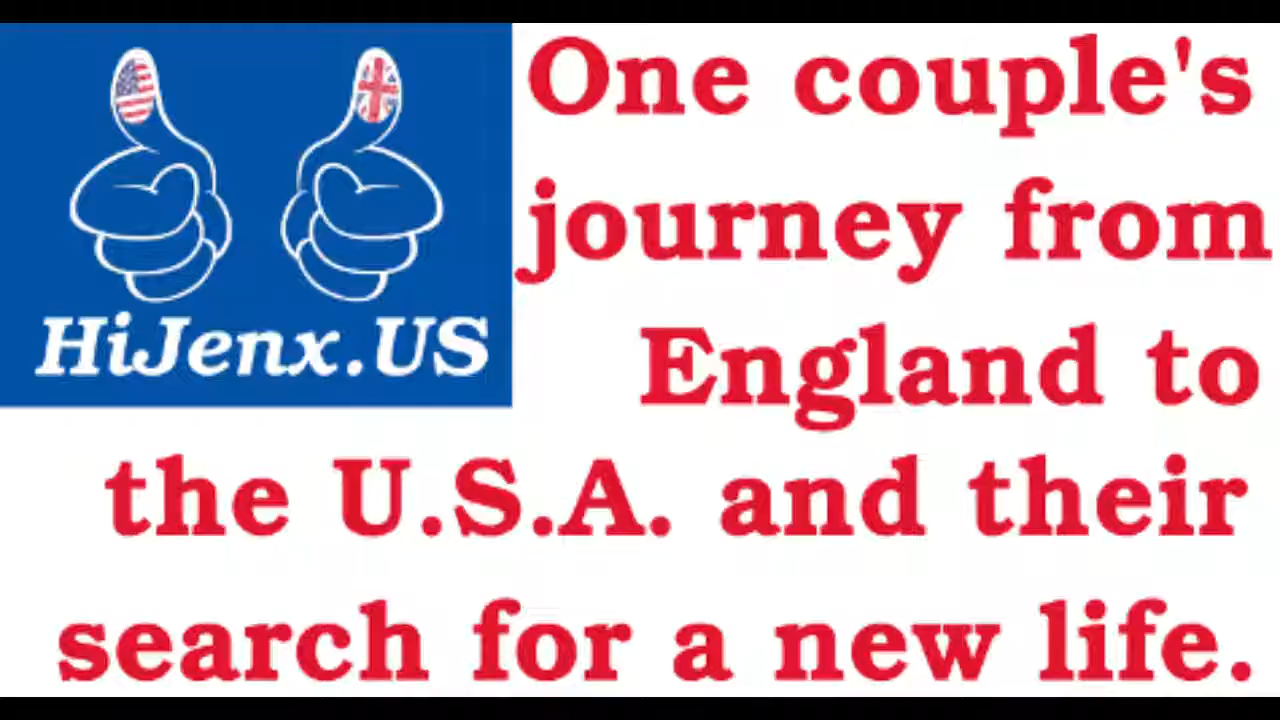 One couple's
journey from
England to
HiJenx.US
the U.S.A. and their
search for a new life.